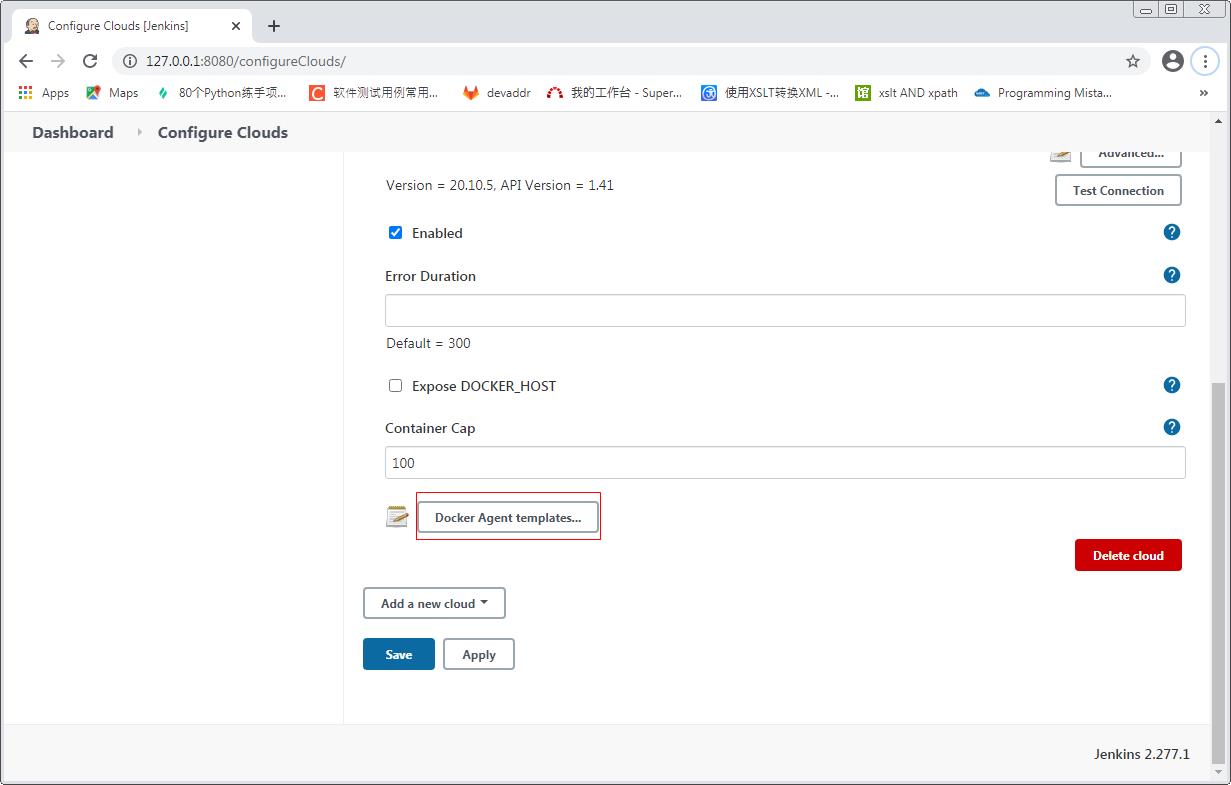 Configure Clouds [Jenkins]
127.0.0.1:8080/configureClouds/
Apps Maps 80个Python练手项... 软件测试用例常用... devaddr 我的工作台 - Super... 使用XSLT转换XML -... xslt AND xpath Programming Mista... »
Dashboard Configure Clouds
Advanced...
Version = 20.10.5, API Version = 1.41
Test Connection
Enabled
Error Duration
Default = 300
Expose DOCKER_HOST
Container Cap
100
Docker Agent templates...
Delete cloud
Add a new cloud
Save Apply
Jenkins 2.277.1